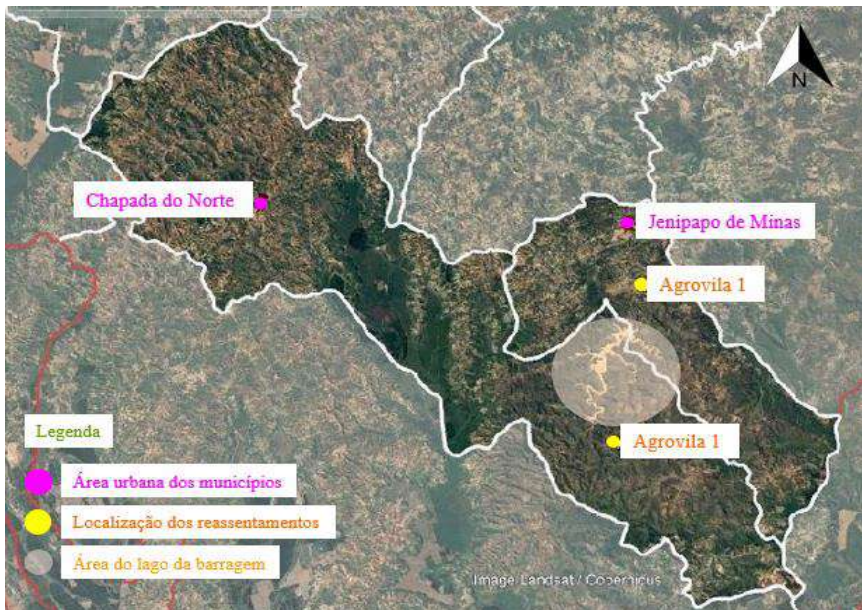 N
Chapada do Norte
Jenipapo de Minas
Agrovila 1
Agrovila 1
Legenda
Área urbana dos municípios
Localização dos reassentamentos
Área do lago da barragem
Image Landsat / Copernicus